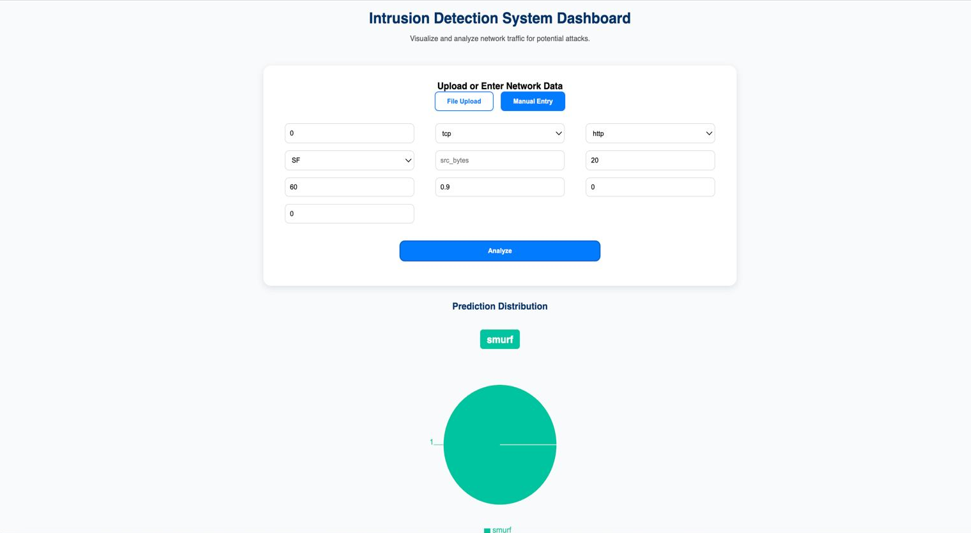 Intrusion Detection System Dashboard
Visualize and analyze network traffic for potential attacks.
Upload or Enter Network Data
File Upload
Manual Entry
0
tcp
http
SF
src_bytes
20
60
0.9
0
0
Analyze
Prediction Distribution
smurf
1
smurf